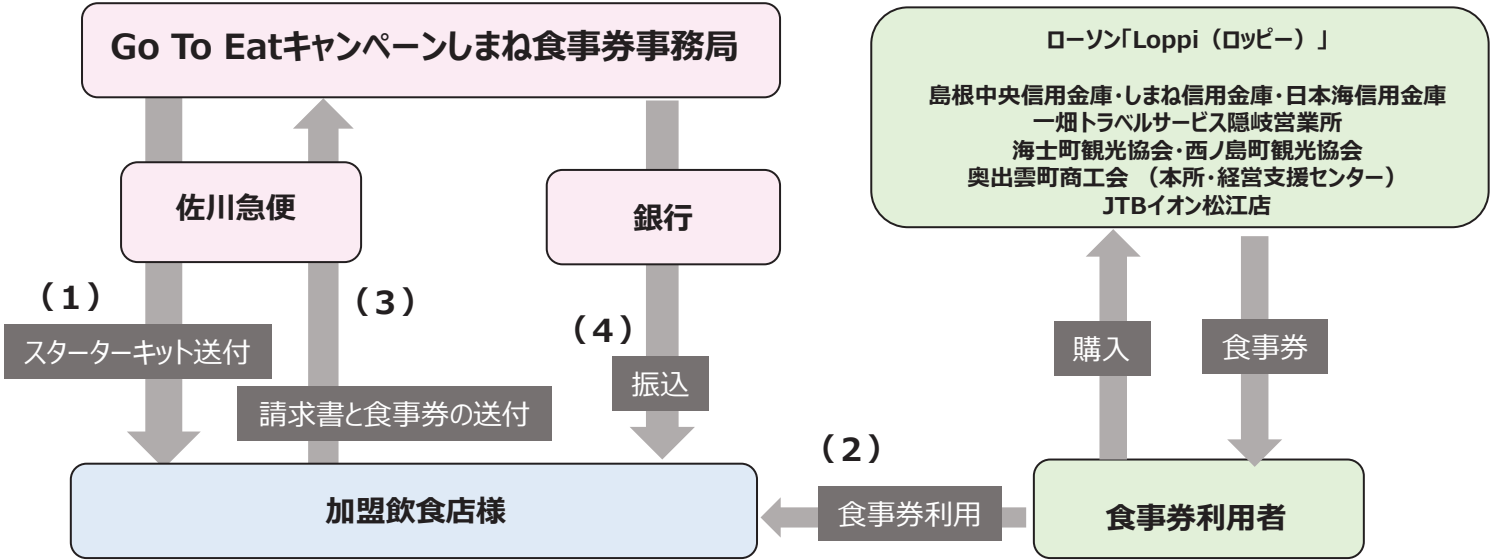 Go To Eatキャンペーンしまね食事券事務局
ローソン「Loppi（ロッピー）」
島根中央信用金庫・しまね信用金庫・日本海信用金庫
一畑トラベルサービス隠岐営業所
海士町観光協会・西ノ島町観光協会
奥出雲町商工会 （本所・経営支援センター）
JTBイオン松江店
佐川急便
銀行
（1）
スターターキット送付
（3）
請求書と食事券の送付
（4）
振込
購入
食事券
（2）
食事券利用
加盟飲食店様
食事券利用者